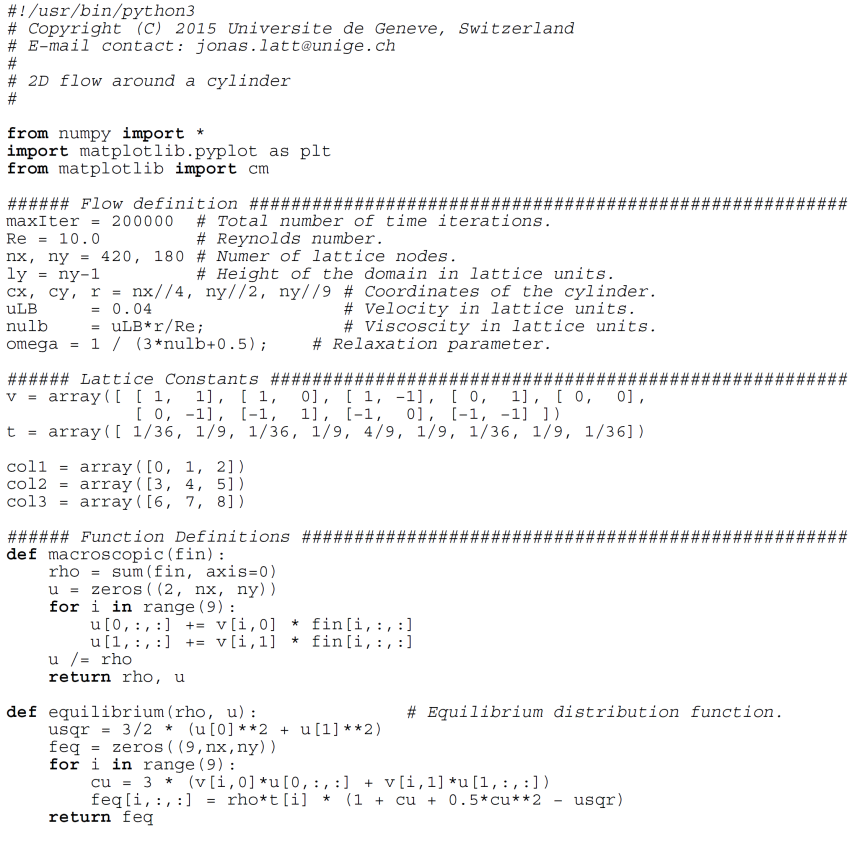 #!/usr/bin/python3
# Copyright (C) 2015 Universite de Geneve, Switzerland
# E-mail contact: jonas.latt@unige.ch
#
# 2D flow around a cylinder
#

from numpy import *
import matplotlib.pyplot as plt
from matplotlib import cm

###### Flow definition #########################################################
maxIter = 200000  # Total number of time iterations.
Re = 10.0         # Reynolds number.
nx, ny = 420, 180 # Numer of lattice nodes.
ly = ny-1         # Height of the domain in lattice units.
cx, cy, r = nx//4, ny//2, ny//9 # Coordinates of the cylinder.
uLB     = 0.04                  # Velocity in lattice units.
nulb    = uLB*r/Re;             # Viscoscity in lattice units.
omega = 1 / (3*nulb+0.5);    # Relaxation parameter.

###### Lattice Constants #######################################################
v = array([ [ 1,  1], [ 1,  0], [ 1, -1], [ 0,  1], [ 0,  0],
            [ 0, -1], [-1,  1], [-1,  0], [-1, -1] ])
t = array([ 1/36, 1/9, 1/36, 1/9, 4/9, 1/9, 1/36, 1/9, 1/36])

col1 = array([0, 1, 2])
col2 = array([3, 4, 5])
col3 = array([6, 7, 8])

###### Function Definitions ####################################################
def macroscopic(fin):
    rho = sum(fin, axis=0)
    u = zeros((2, nx, ny))
    for i in range(9):
        u[0,:,:] += v[i,0] * fin[i,:,:]
        u[1,:,:] += v[i,1] * fin[i,:,:]
    u /= rho
    return rho, u

def equilibrium(rho, u):              # Equilibrium distribution function.
    usqr = 3/2 * (u[0]**2 + u[1]**2)
    feq = zeros((9,nx,ny))
    for i in range(9):
        cu = 3 * (v[i,0]*u[0,:,:] + v[i,1]*u[1,:,:])
        feq[i,:,:] = rho*t[i] * (1 + cu + 0.5*cu**2 - usqr)
    return feq